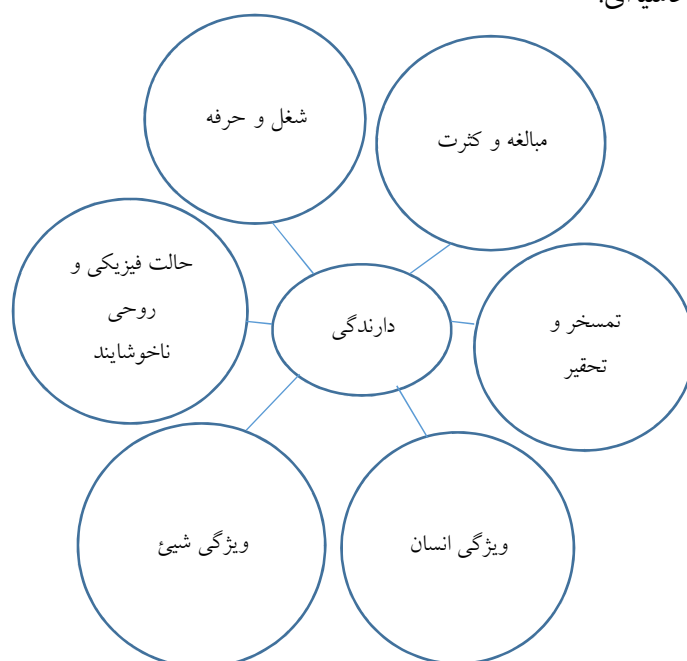 شغل و حرفه
مبالغه و کثرت
حالت فیزیکی و
روحی
ناخوشایند
دارندگی
تمسخر و
تحقیر
ویژگی شیئ
ویژگی انسان